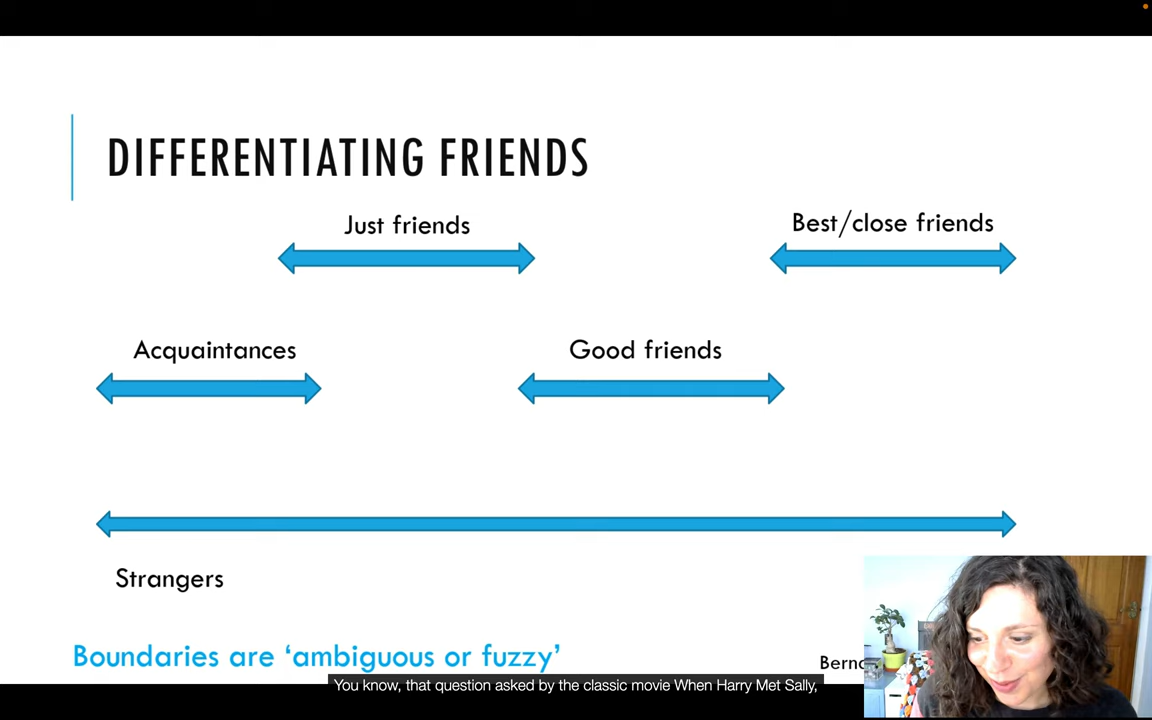 DIFFERENTIATING FRIENDS
Just friends
Best/close friends
Acquaintances
Good friends
Strangers
Boundaries are ‘ambiguous or fuzzy’
You know, that question asked by the classic movie When Harry Met Sally,